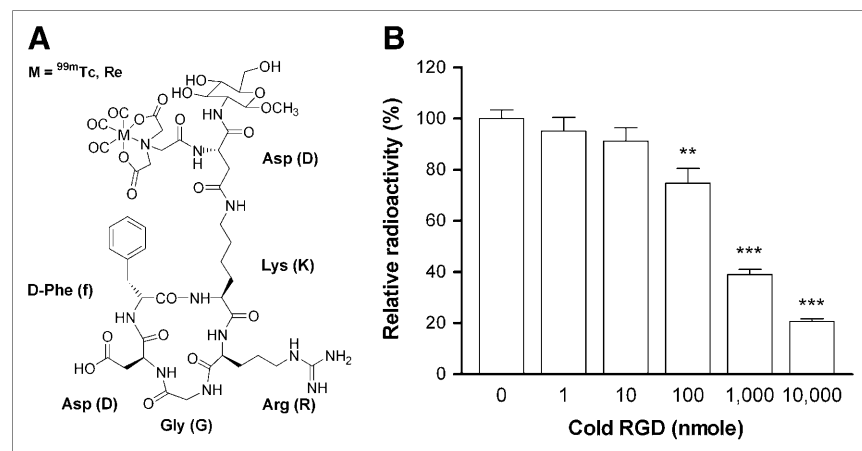 A
M = ⁹⁹ᵐTc, Re
OH
HO
O
HO
OCH₃
HN
O
O
OC
O
OC
M
N
O
N
H
OC
O
O
Asp (D)
O
NH
Lys (K)
D-Phe (f)
CO
HN
HN
O
O
NH
O
HO
NH
O
H
N
NH₂
O
NH
NH
Asp (D)
Gly (G)
Arg (R)
B
Relative radioactivity (%)
120
100
80
60
40
20
0
**
***
***
0 1 10 100 1,000 10,000
Cold RGD (nmole)